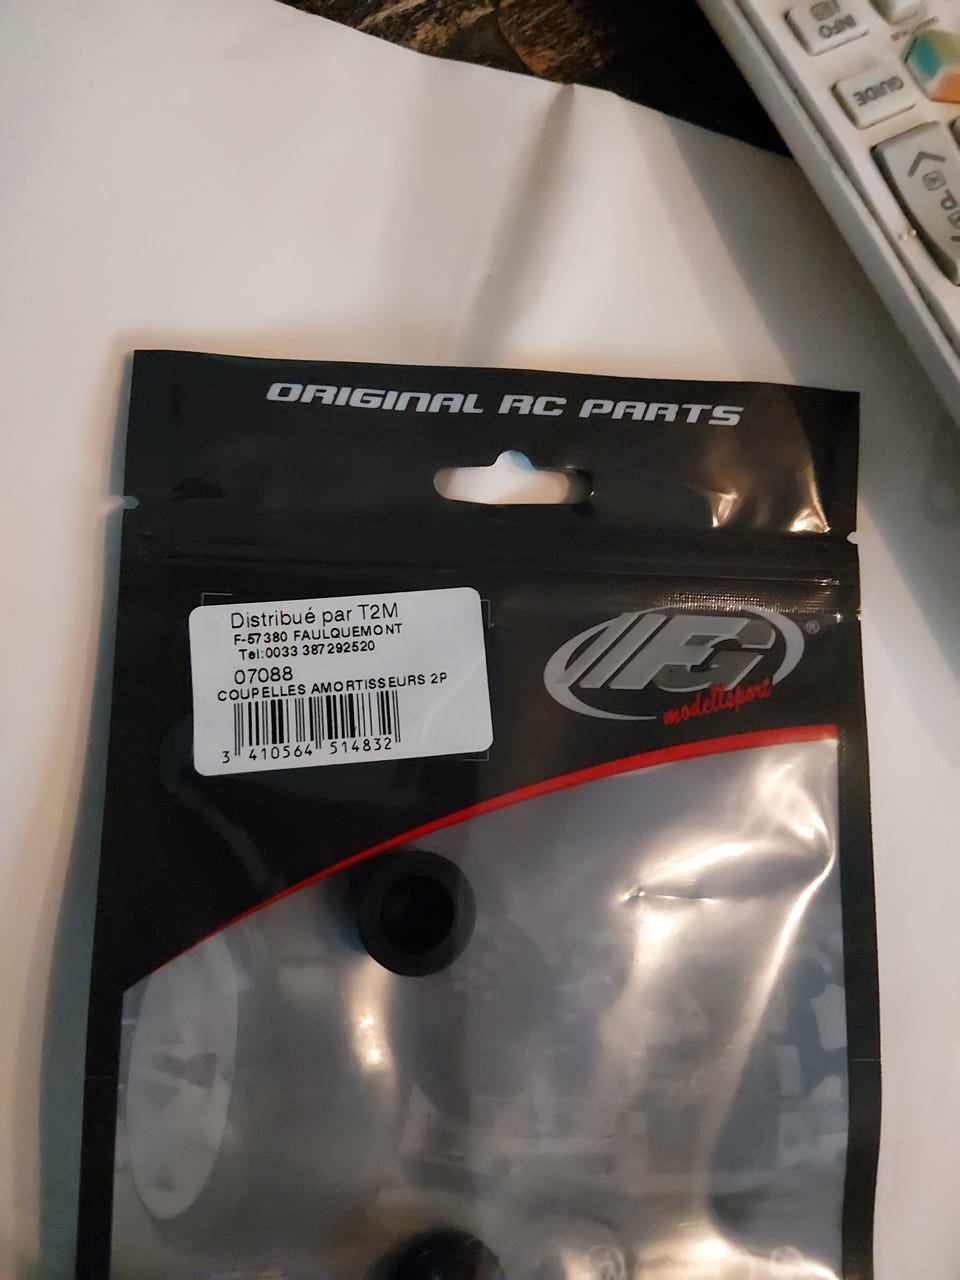 INFO
GUIDE
P
ORIGINAL RC PARTS
Distribué par T2M
F-57380 FAULQUEMONT
Tel:0033 387292520
07088
COUPELLES AMORTISSEURS 2P
3 410564 514832
FG®
modellsport